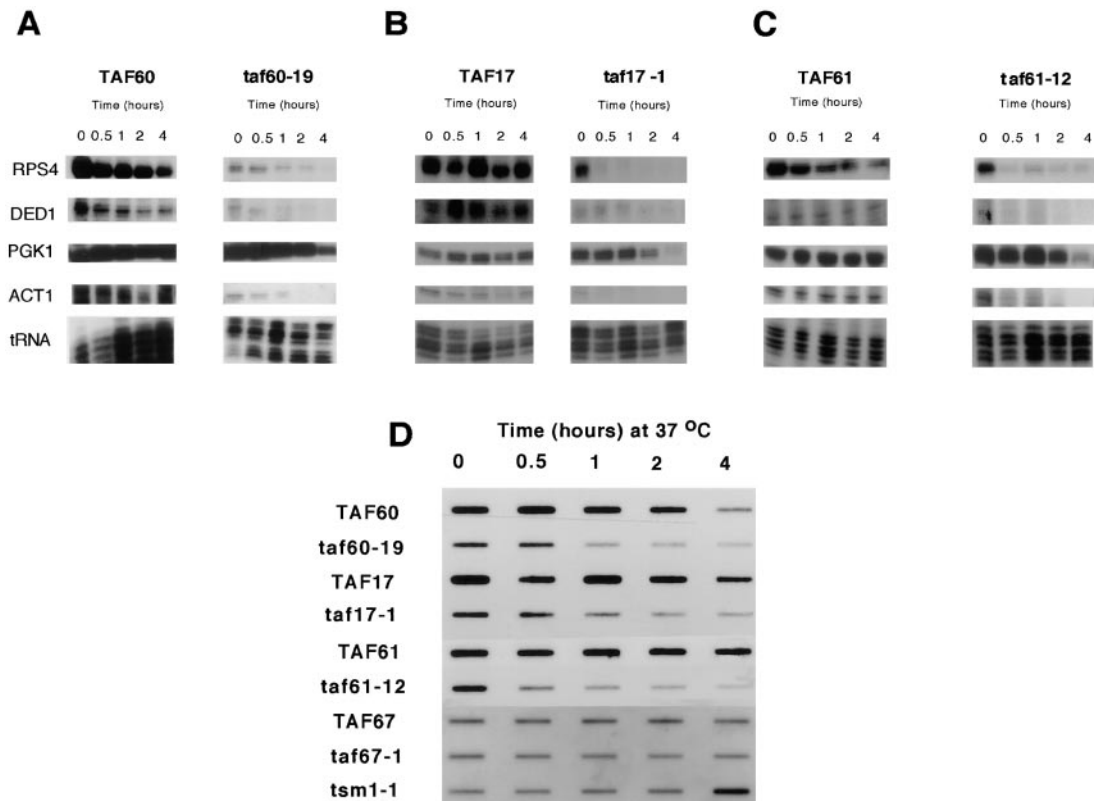 A B C
TAF60 taf60-19 TAF17 taf17 -1 TAF61 taf61-12
Time (hours) Time (hours) Time (hours) Time (hours) Time (hours) Time (hours)
0 0.5 1 2 4 0 0.5 1 2 4 0 0.5 1 2 4 0 0.5 1 2 4 0 0.5 1 2 4 0 0.5 1 2 4
RPS4
DED1
PGK1
ACT1
tRNA
D Time (hours) at 37 °C
0 0.5 1 2 4
TAF60
taf60-19
TAF17
taf17-1
TAF61
taf61-12
TAF67
taf67-1
tsm1-1